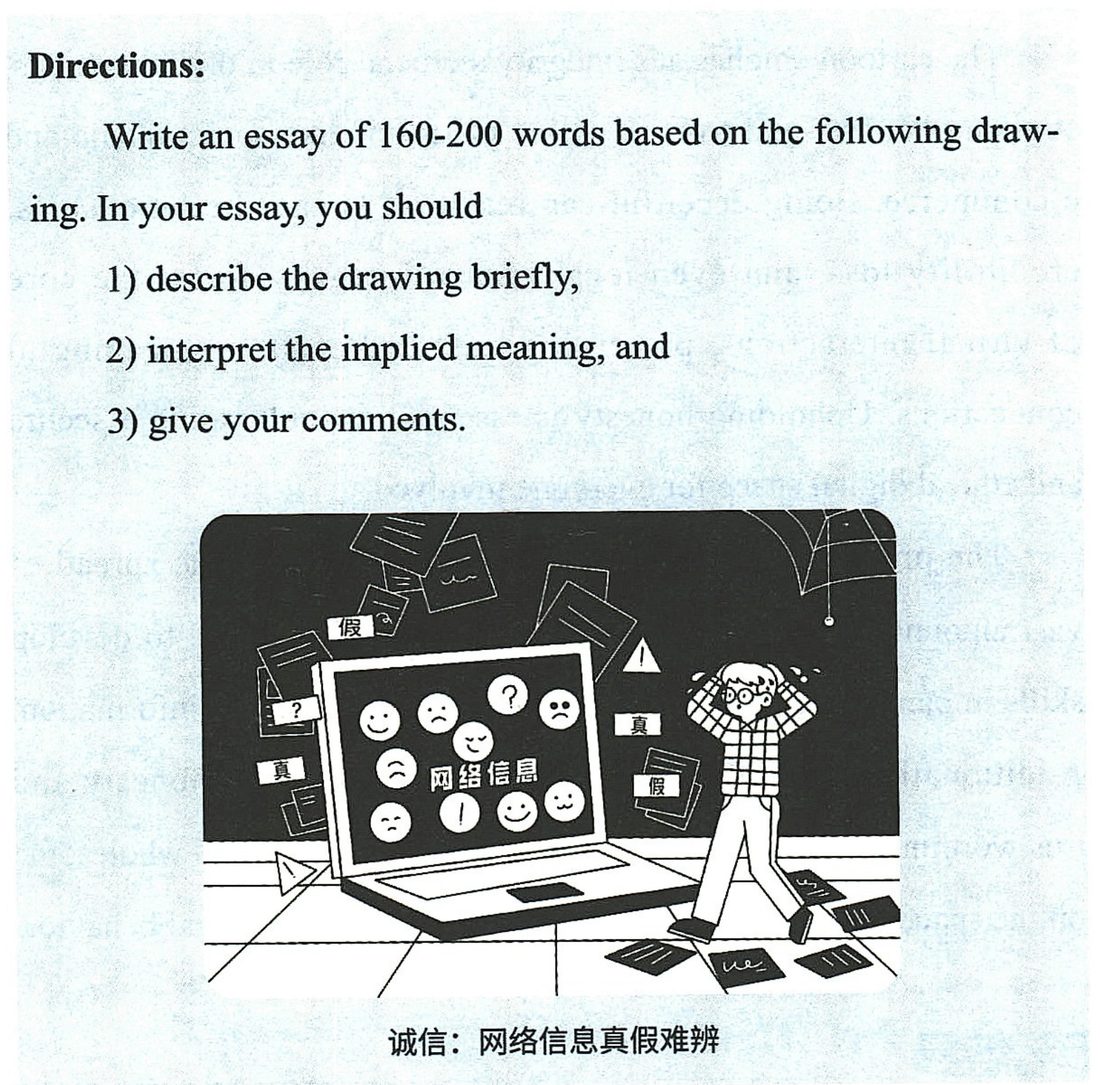 Directions:
Write an essay of 160-200 words based on the following draw-
ing. In your essay, you should
1) describe the drawing briefly,
2) interpret the implied meaning, and
3) give your comments.
假
?
!
?
真
真
网络信息
假
!
!
诚信：网络信息真假难辨